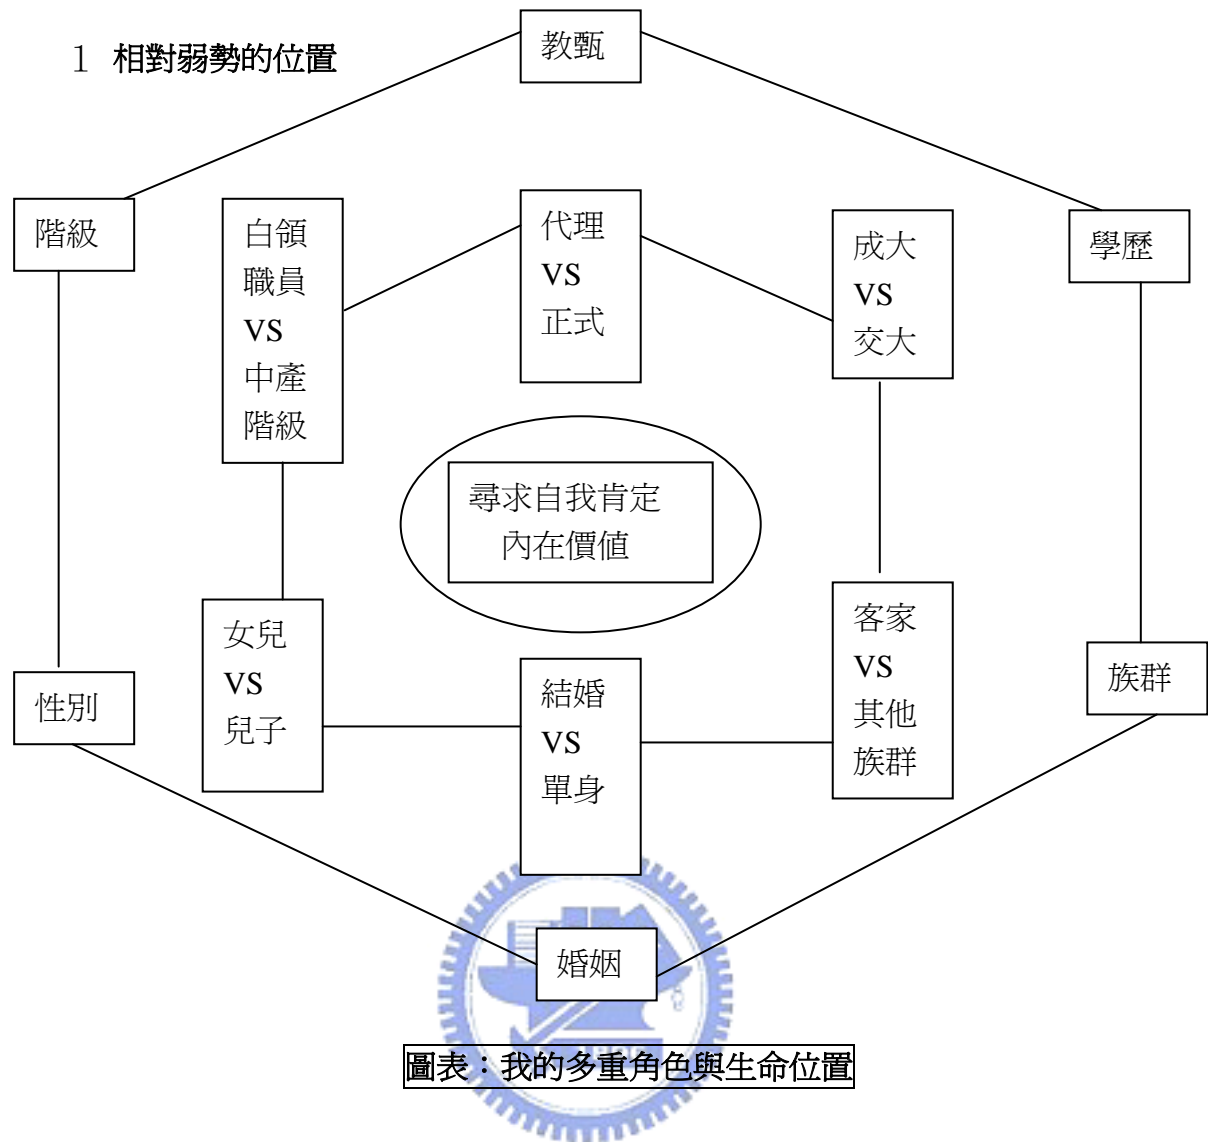 1 相對弱勢的位置
教甄
階級
白領
職員
VS
中產
階級
代理
VS
正式
成大
VS
交大
學歷
尋求自我肯定
內在價值
性別
女兒
VS
兒子
結婚
VS
單身
客家
VS
其他
族群
族群
婚姻
圖表：我的多重角色與生命位置